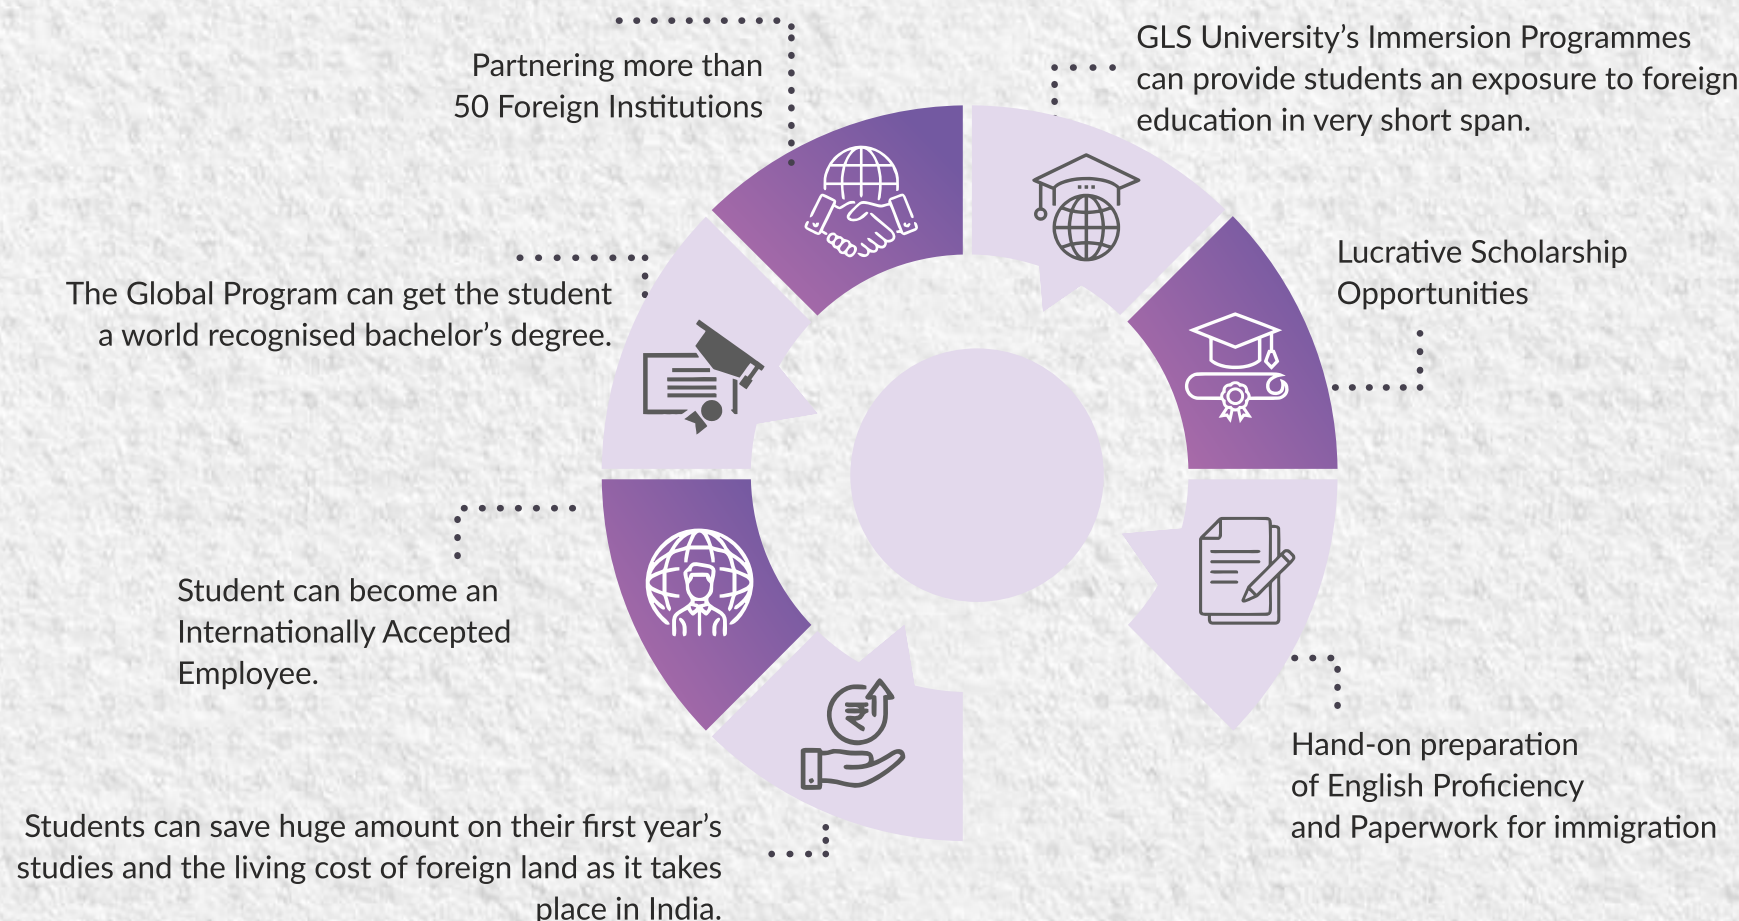 Partnering more than
50 Foreign Institutions
GLS University’s Immersion Programmes
can provide students an exposure to foreign
education in very short span.
Lucrative Scholarship
Opportunities
The Global Program can get the student
a world recognised bachelor’s degree.
Student can become an
Internationally Accepted
Employee.
Hand-on preparation
of English Proficiency
and Paperwork for immigration
Students can save huge amount on their first year’s
studies and the living cost of foreign land as it takes
place in India.
₹